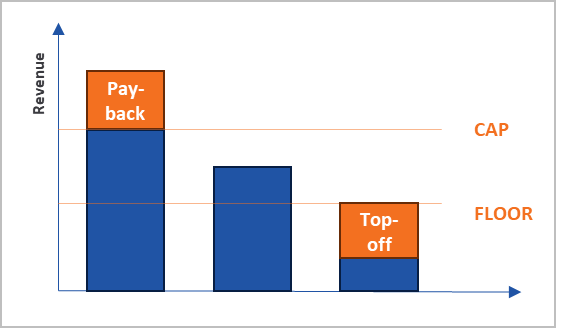 Revenue
Pay-
back
CAP
FLOOR
Top-
off